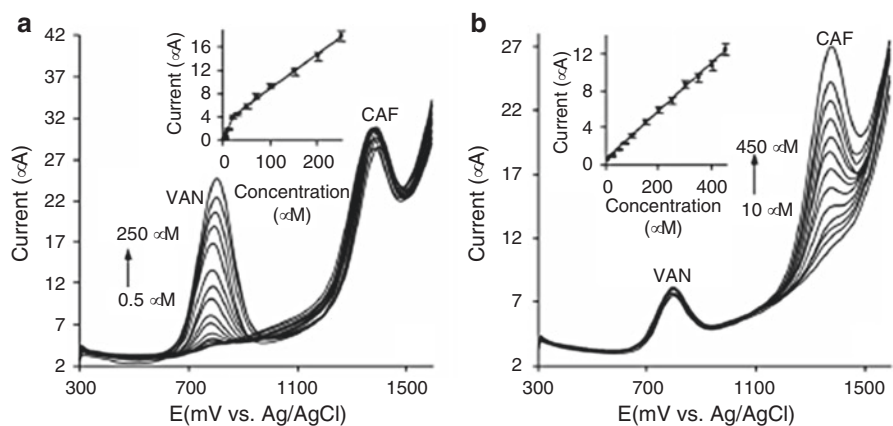 a
42
37
32
27
22
17
12
7
2
Current (∝A)
300 700 1100 1500
E(mV vs. Ag/AgCl)
VAN
CAF
250 ∝M
0.5 ∝M
16
12
8
4
0
Current (∝A)
0 100 200
Concentration
(∝M)
b
27
22
17
12
7
2
Current (∝A)
300 700 1100 1500
E(mV vs. Ag/AgCl)
VAN
CAF
450 ∝M
10 ∝M
12
8
4
0
Current (∝A)
0 200 400
Concentration
(∝M)